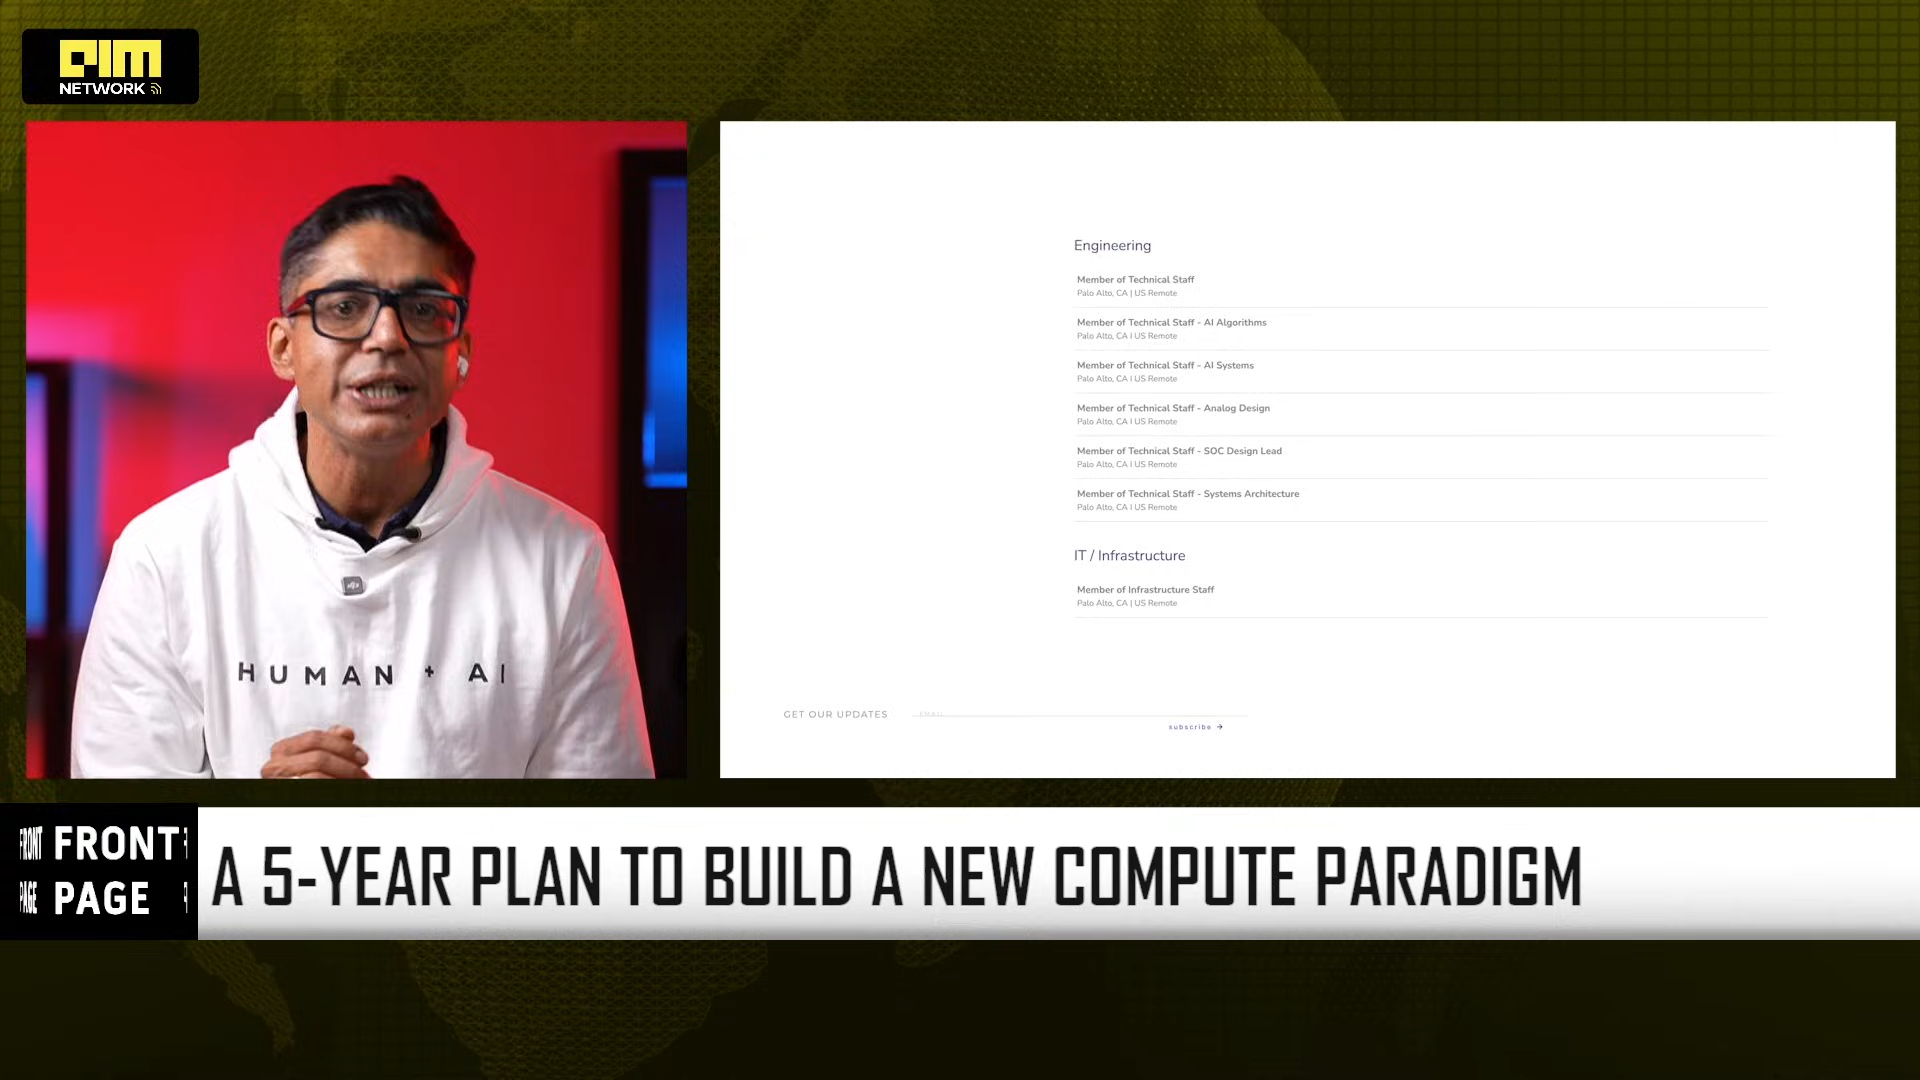 aim
NETWORK
HUMAN + AI
Engineering
Member of Technical Staff
Palo Alto, CA | US Remote
Member of Technical Staff - AI Algorithms
Palo Alto, CA | US Remote
Member of Technical Staff - AI Systems
Palo Alto, CA I US Remote
Member of Technical Staff - Analog Design
Palo Alto, CA I US Remote
Member of Technical Staff - SOC Design Lead
Palo Alto, CA I US Remote
Member of Technical Staff - Systems Architecture
Palo Alto, CA I US Remote
IT / Infrastructure
Member of Infrastructure Staff
Palo Alto, CA | US Remote
GET OUR UPDATES
EMAIL
subscribe →
FRONT FRONT
PAGE PAGE
A 5-YEAR PLAN TO BUILD A NEW COMPUTE PARADIGM